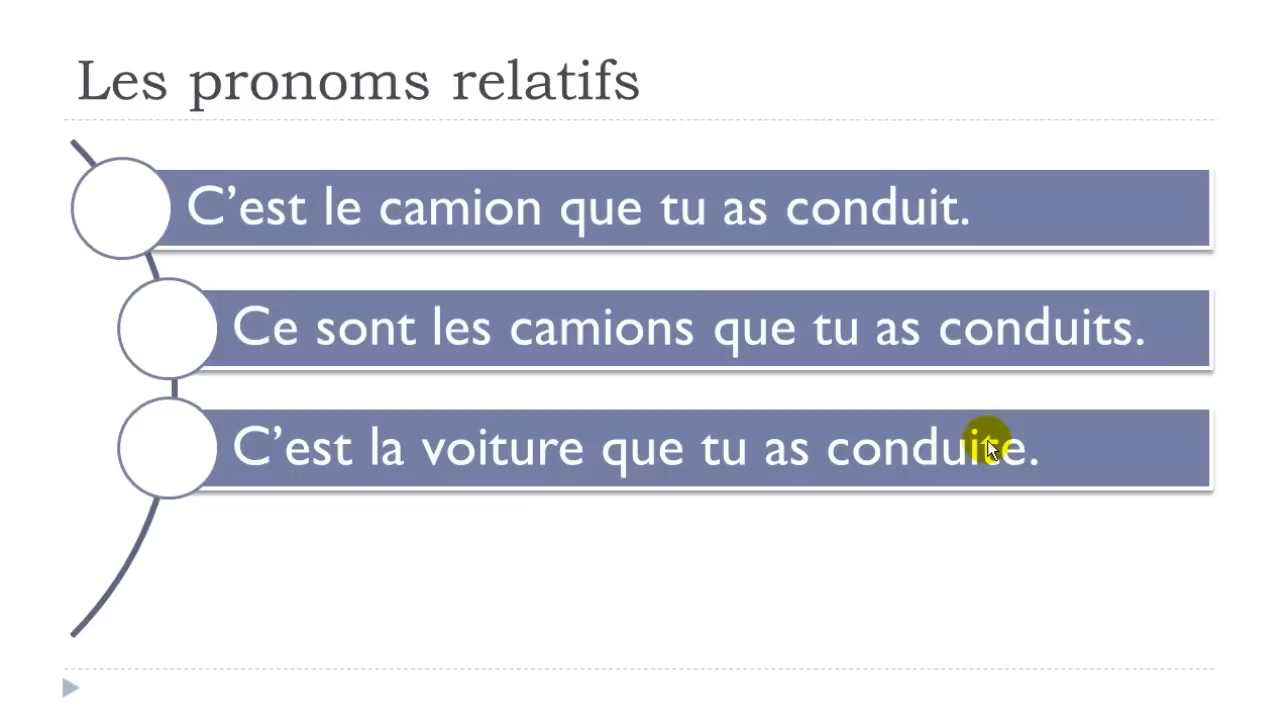 Les pronoms relatifs
C’est le camion que tu as conduit.
Ce sont les camions que tu as conduits.
C’est la voiture que tu as conduite.